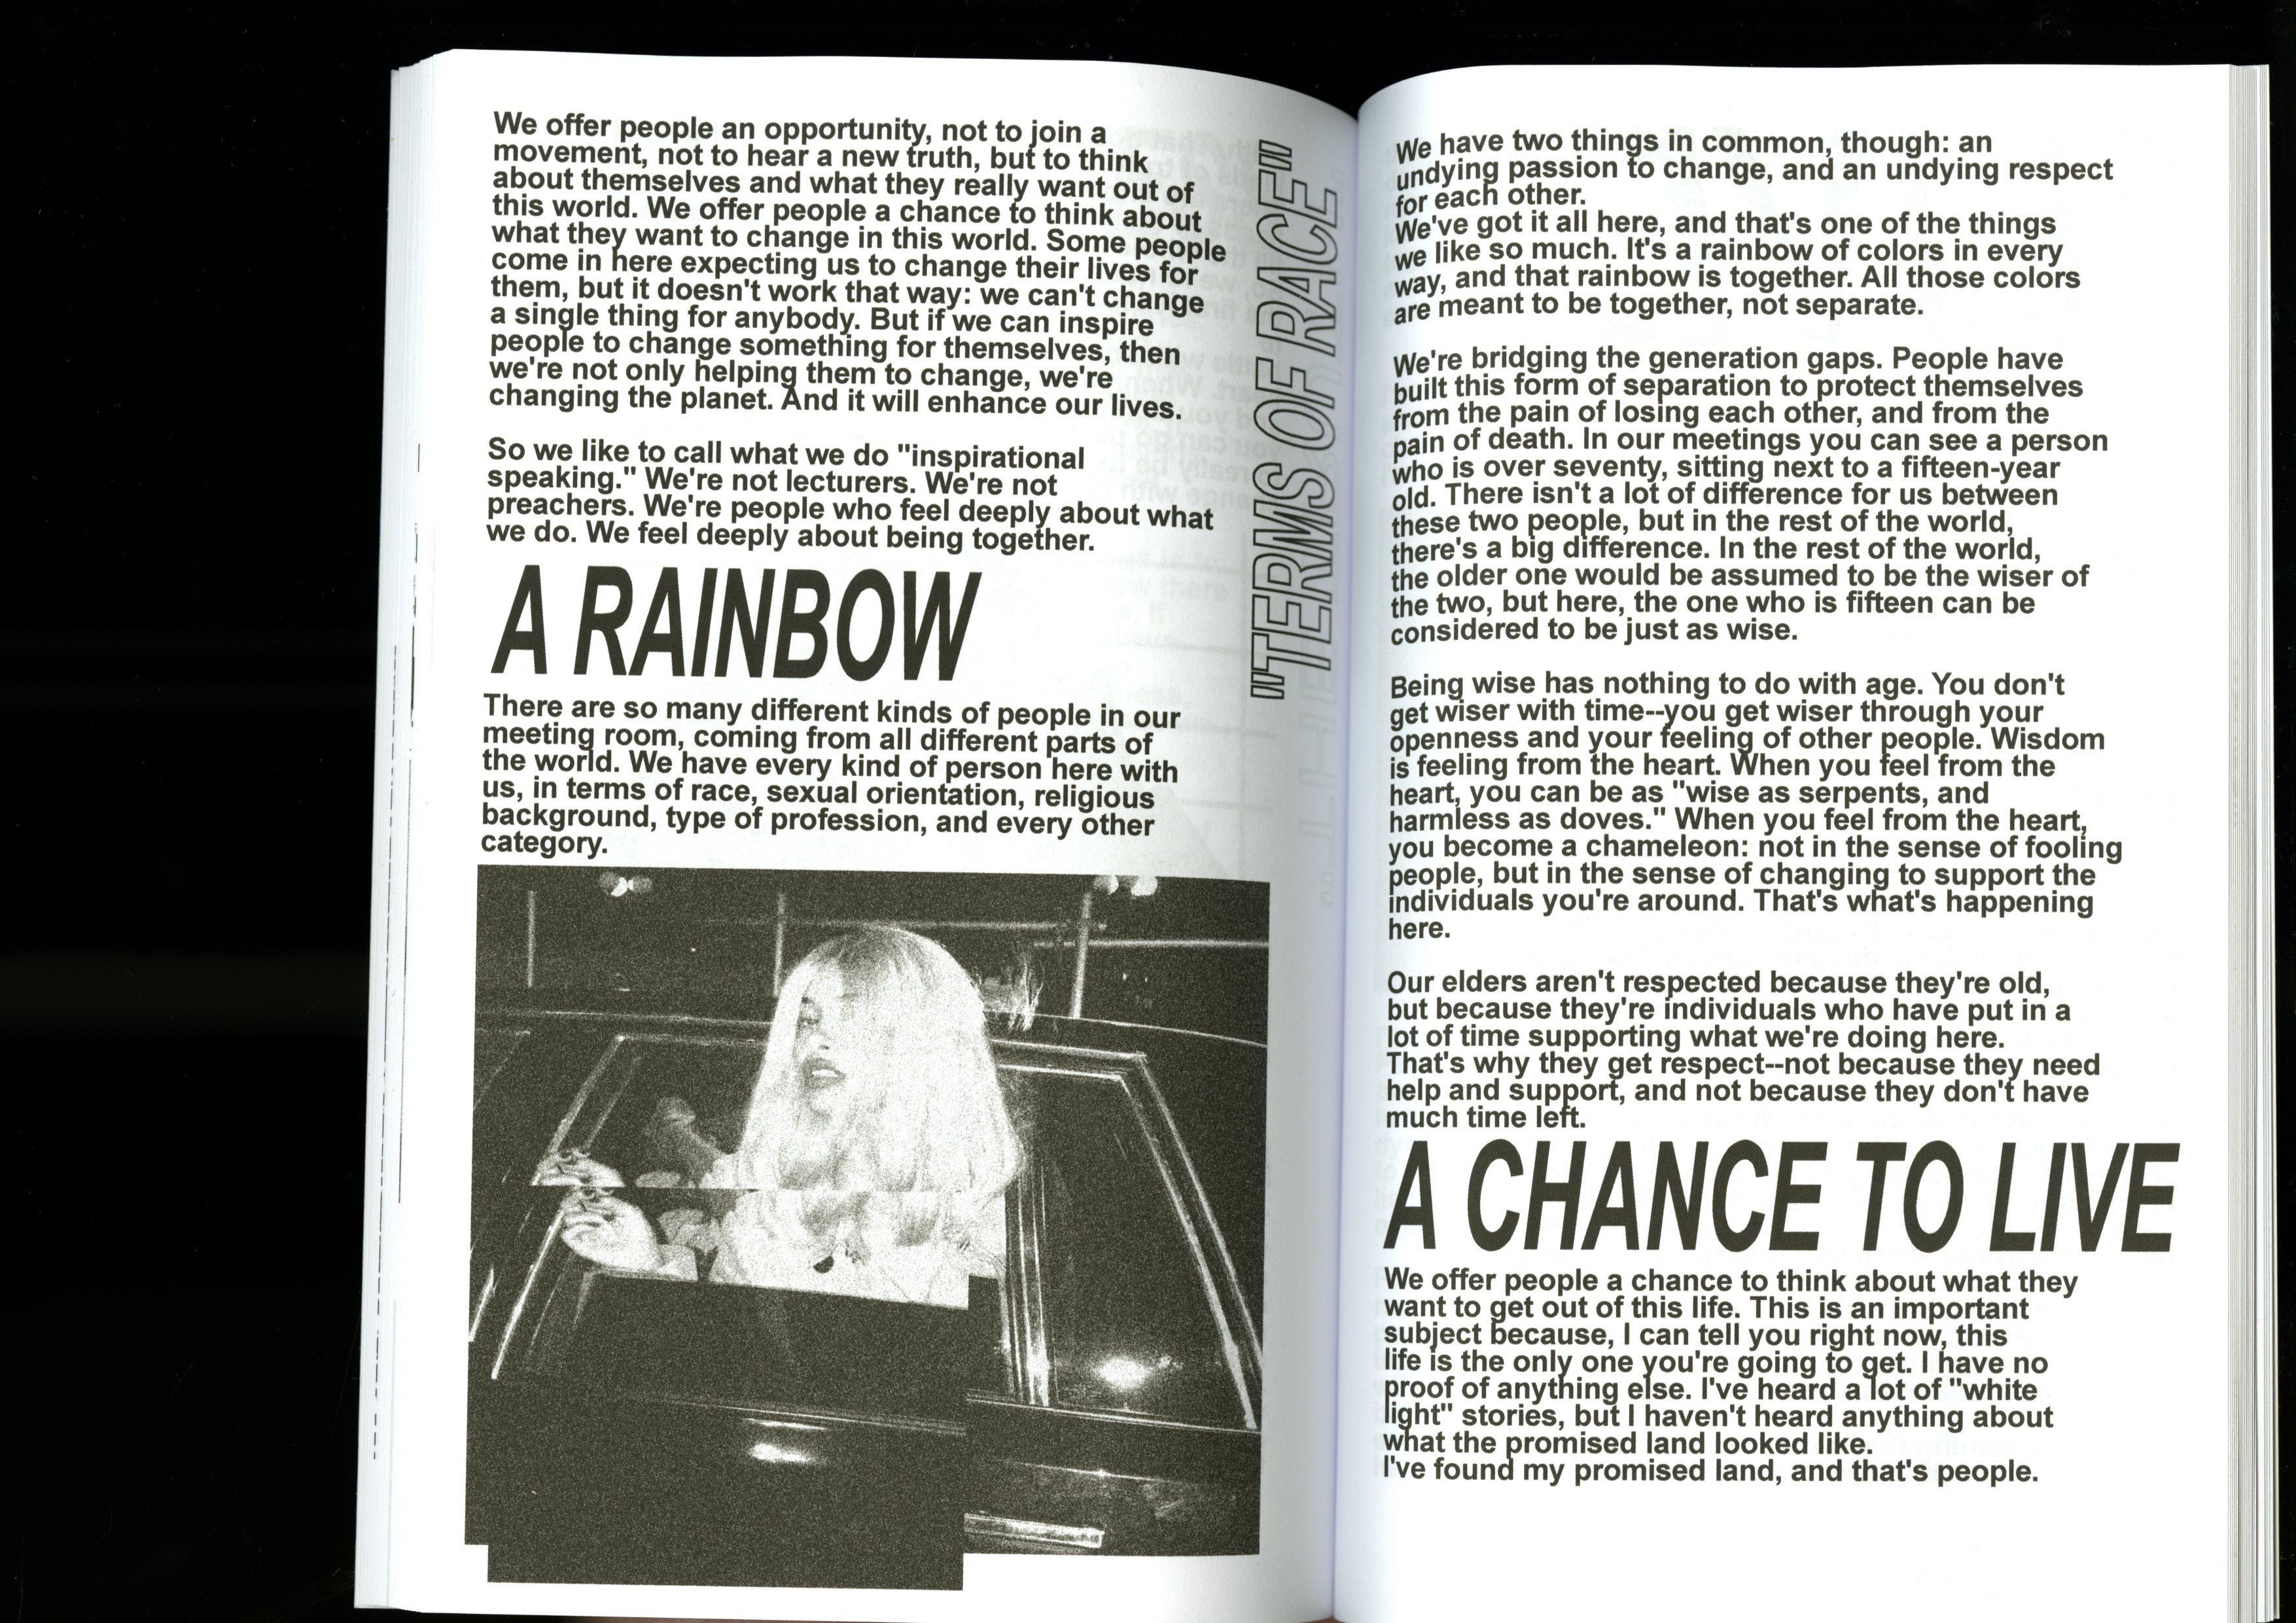 We offer people an opportunity, not to join a
movement, not to hear a new truth, but to think
about themselves and what they really want out of
this world. We offer people a chance to think about
what they want to change in this world. Some people
come in here expecting us to change their lives for
them, but it doesn't work that way: we can't change
a single thing for anybody. But if we can inspire
people to change something for themselves, then
we're not only helping them to change, we're
changing the planet. And it will enhance our lives.
So we like to call what we do "inspirational
speaking." We're not lecturers. We're not
preachers. We're people who feel deeply about what
we do. We feel deeply about being together.
A RAINBOW
There are so many different kinds of people in our
meeting room, coming from all different parts of
the world. We have every kind of person here with
us, in terms of race, sexual orientation, religious
background, type of profession, and every other
category.
"TERMS OF RACE"
We have two things in common, though: an
undying passion to change, and an undying respect
for each other.
We've got it all here, and that's one of the things
we like so much. It's a rainbow of colors in every
way, and that rainbow is together. All those colors
are meant to be together, not separate.
We're bridging the generation gaps. People have
built this form of separation to protect themselves
from the pain of losing each other, and from the
pain of death. In our meetings you can see a person
who is over seventy, sitting next to a fifteen-year
old. There isn't a lot of difference for us between
these two people, but in the rest of the world,
there's a big difference. In the rest of the world,
the older one would be assumed to be the wiser of
the two, but here, the one who is fifteen can be
considered to be just as wise.
Being wise has nothing to do with age. You don't
get wiser with time--you get wiser through your
openness and your feeling of other people. Wisdom
is feeling from the heart. When you feel from the
heart, you can be as "wise as serpents, and
harmless as doves." When you feel from the heart,
you become a chameleon: not in the sense of fooling
people, but in the sense of changing to support the
individuals you're around. That's what's happening
here.
Our elders aren't respected because they're old,
but because they're individuals who have put in a
lot of time supporting what we're doing here.
That's why they get respect--not because they need
help and support, and not because they don't have
much time left.
A CHANCE TO LIVE
We offer people a chance to think about what they
want to get out of this life. This is an important
subject because, I can tell you right now, this
life is the only one you're going to get. I have no
proof of anything else. I've heard a lot of "white
light" stories, but I haven't heard anything about
what the promised land looked like.
I've found my promised land, and that's people.